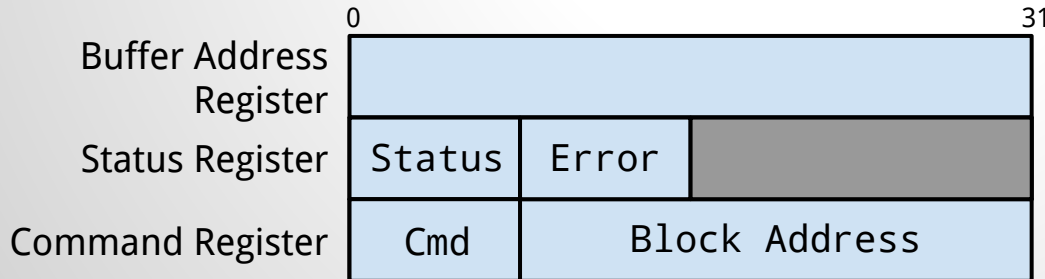 0 31
Buffer Address
Register
Status Register Status Error
Command Register Cmd Block Address